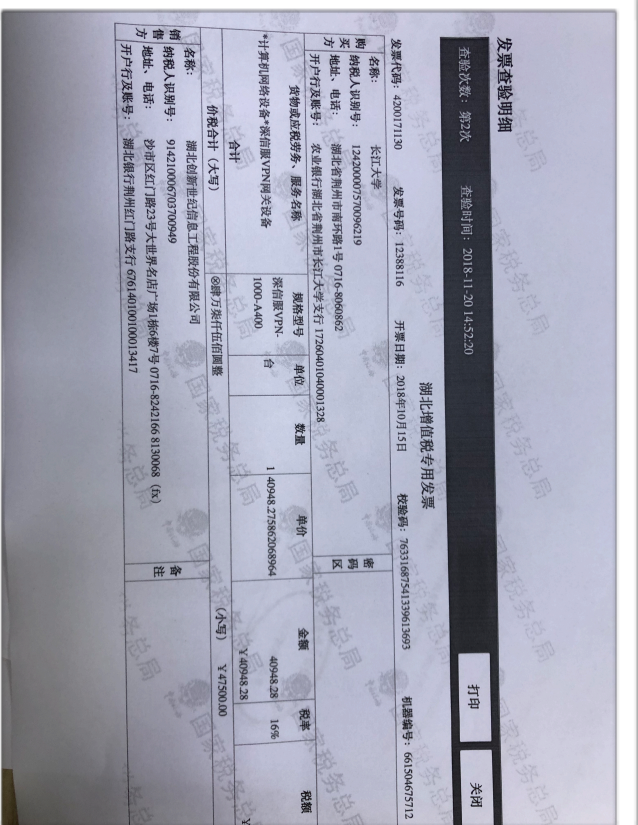 发票查验明细
查验次数：第2次 查验时间：2018-11-20 14:52:20 打印 关闭
湖北增值税专用发票
发票代码：4200171130 发票号码：12388116 开票日期：2018年10月15日 校验码：76331687541339613693 机器编号：661504675712
购买方
名称：长江大学
纳税人识别号：124200007570096219
地址、电话：湖北省荆州市南环路1号 0716-8060862
开户行及账号：农业银行湖北省荆州市长江大学支行 17260401040001328
密码区
货物或应税劳务、服务名称 规格型号 单位 数量 单价 金额 税率 税额
*计算机网络设备*深信服VPN网关设备 深信服VPN-1000-A400 台 1 40948.275862068964 40948.28 16%
合计 ￥40948.28 ￥
价税合计（大写） ⊗肆万柒仟伍佰圆整 （小写） ￥47500.00
销售方
名称：湖北创新世纪信息工程股份有限公司
纳税人识别号：914210006703700949
地址、电话：沙市区红门路23号大世界名店广场1栋6楼7号 0716-8242166 8130068（fx）
开户行及账号：湖北银行荆州红门路支行 676140100100013417
备注
国家税务总局